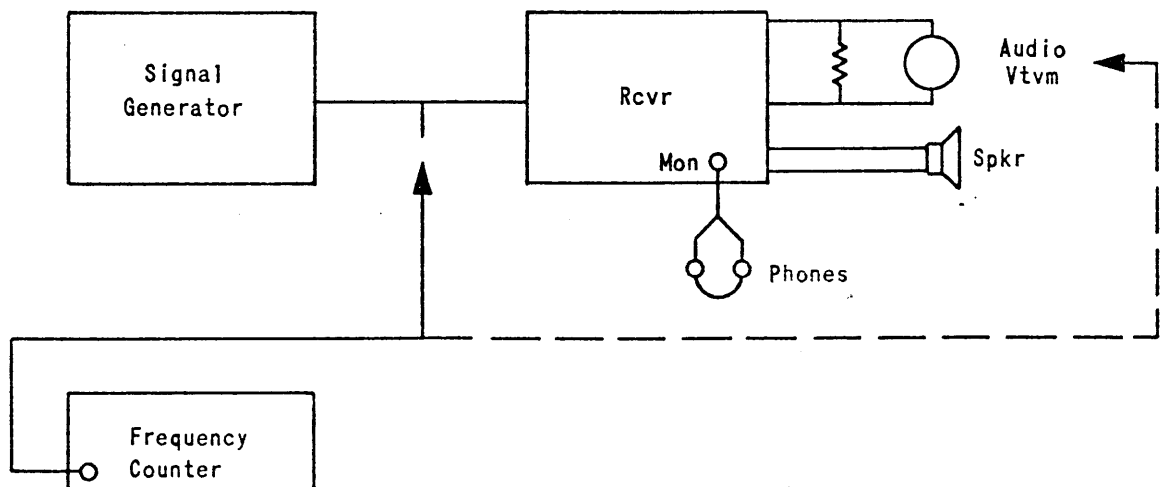 Signal
Generator
Rcvr
Mon
Audio
Vtvm
Spkr
Phones
Frequency
Counter